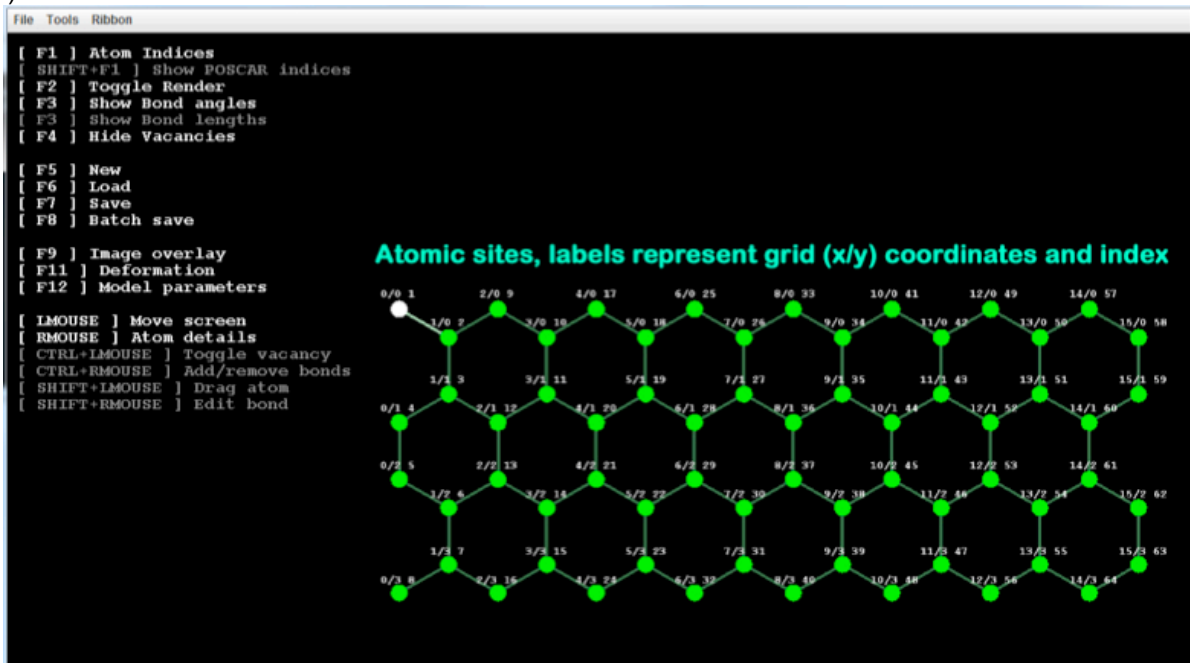 )
File Tools Ribbon
[ F1 ] Atom Indices
[ SHIFT+F1 ] Show POSCAR indices
[ F2 ] Toggle Render
[ F3 ] Show Bond angles
[ F3 ] Show Bond lengths
[ F4 ] Hide Vacancies
[ F5 ] New
[ F6 ] Load
[ F7 ] Save
[ F8 ] Batch save
[ F9 ] Image overlay
[ F11 ] Deformation
[ F12 ] Model parameters
[ LMOUSE ] Move screen
[ RMOUSE ] Atom details
[ CTRL+LMOUSE ] Toggle vacancy
[ CTRL+RMOUSE ] Add/remove bonds
[ SHIFT+LMOUSE ] Drag atom
[ SHIFT+RMOUSE ] Edit bond
Atomic sites, labels represent grid (x/y) coordinates and index
0/0 1 2/0 9 4/0 17 6/0 25 8/0 33 10/0 41 12/0 49 14/0 57
1/0 2 3/0 10 5/0 18 7/0 26 9/0 34 11/0 42 13/0 50 15/0 58
1/1 3 3/1 11 5/1 19 7/1 27 9/1 35 11/1 43 13/1 51 15/1 59
0/1 4 2/1 12 4/1 20 6/1 28 8/1 36 10/1 44 12/1 52 14/1 60
0/2 5 2/2 13 4/2 21 6/2 29 8/2 37 10/2 45 12/2 53 14/2 61
1/2 6 3/2 14 5/2 22 7/2 30 9/2 38 11/2 46 13/2 54 15/2 62
1/3 7 3/3 15 5/3 23 7/3 31 9/3 39 11/3 47 13/3 55 15/3 63
0/3 8 2/3 16 4/3 24 6/3 32 8/3 40 10/3 48 12/3 56 14/3 64